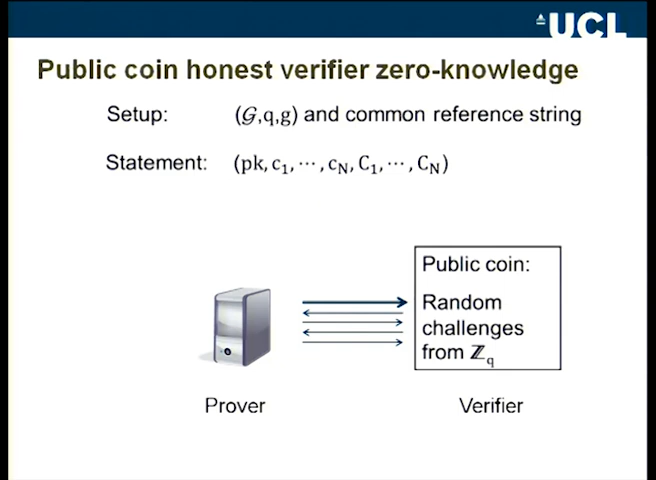 UCL
Public coin honest verifier zero-knowledge
Setup: (𝒢,q,g) and common reference string
Statement: (pk, c₁, ⋯ , c_N, C₁, ⋯ , C_N)
Public coin:
Random
challenges
from ℤ_q
Prover
Verifier